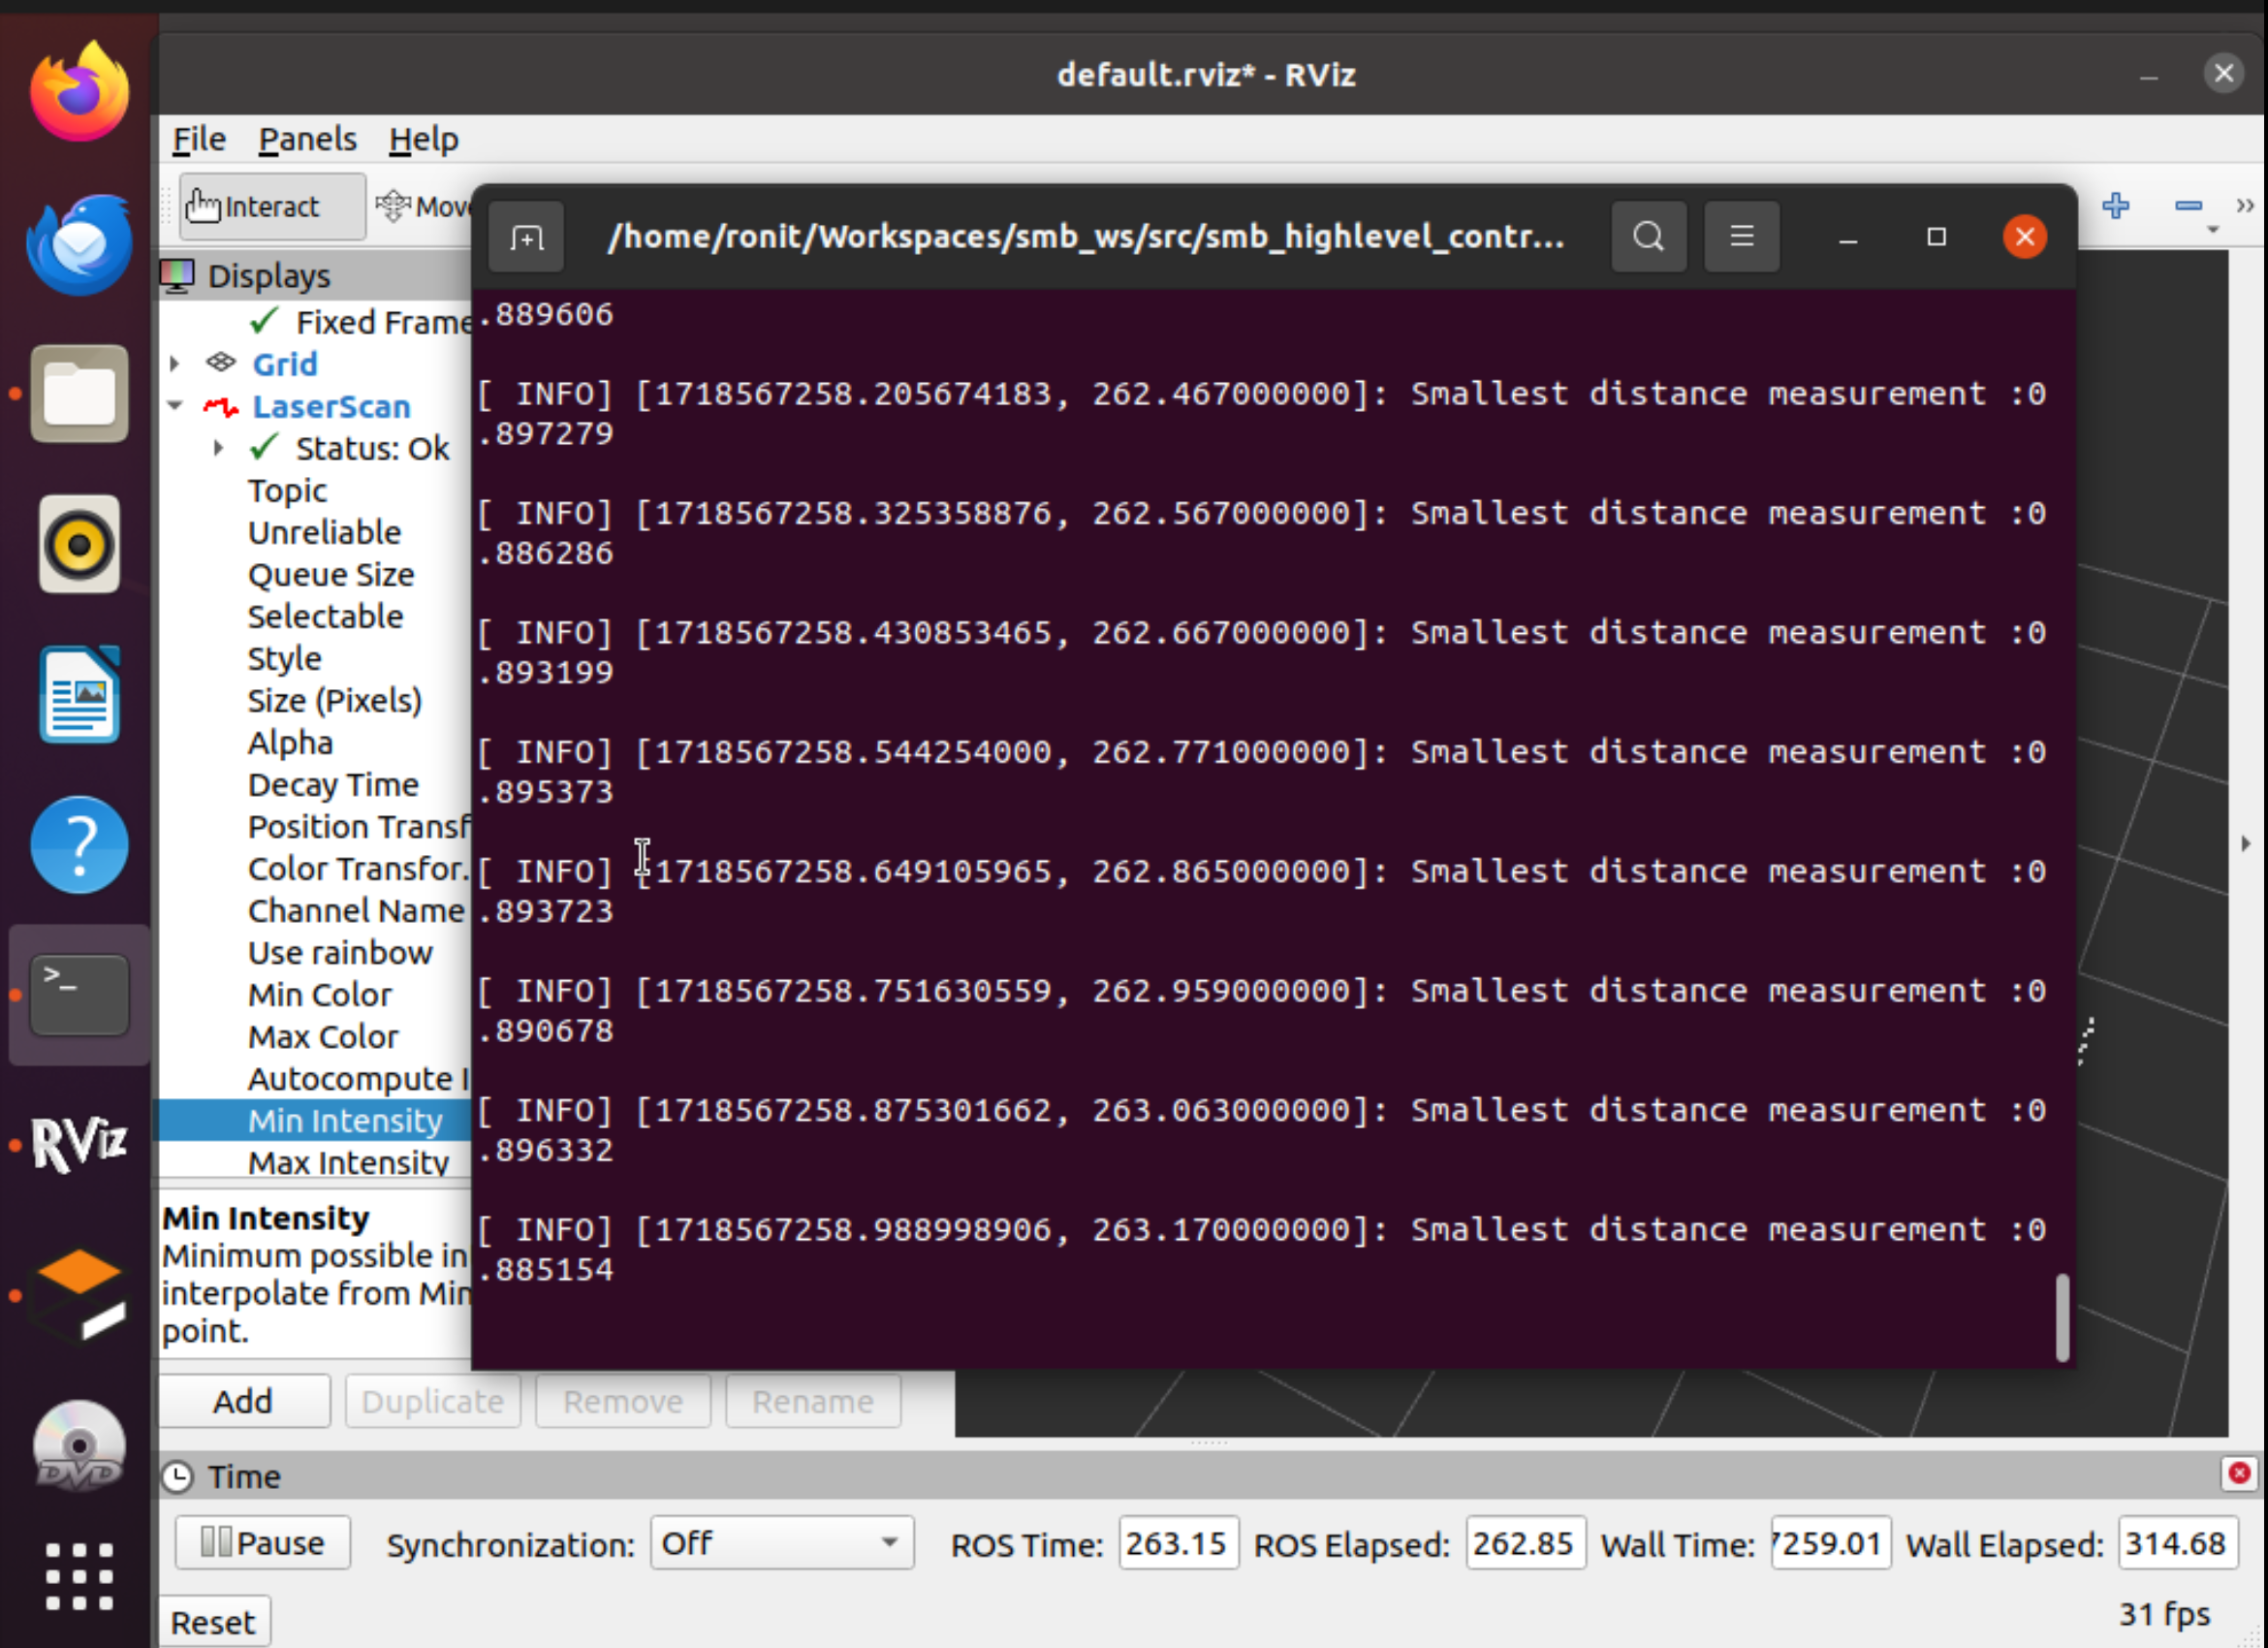 default.rviz* - RViz
File Panels Help
Interact
Displays
Fixed Frame
Grid
LaserScan
Status: Ok
Topic
Unreliable
Queue Size
Selectable
Style
Size (Pixels)
Alpha
Decay Time
Position Transf
Color Transfor.
Channel Name
Use rainbow
Min Color
Max Color
Autocompute I
Min Intensity
Max Intensity
Min Intensity
Minimum possible in
interpolate from Min
point.
Add Duplicate Remove Rename
/home/ronit/Workspaces/smb_ws/src/smb_highlevel_contr...
.889606
[ INFO] [1718567258.205674183, 262.467000000]: Smallest distance measurement :0
.897279
[ INFO] [1718567258.325358876, 262.567000000]: Smallest distance measurement :0
.886286
[ INFO] [1718567258.430853465, 262.667000000]: Smallest distance measurement :0
.893199
[ INFO] [1718567258.544254000, 262.771000000]: Smallest distance measurement :0
.895373
[ INFO] [1718567258.649105965, 262.865000000]: Smallest distance measurement :0
.893723
[ INFO] [1718567258.751630559, 262.959000000]: Smallest distance measurement :0
.890678
[ INFO] [1718567258.875301662, 263.063000000]: Smallest distance measurement :0
.896332
[ INFO] [1718567258.988998906, 263.170000000]: Smallest distance measurement :0
.885154
Time
Pause Synchronization: Off ROS Time: 263.15 ROS Elapsed: 262.85 Wall Time: 7259.01 Wall Elapsed: 314.68
Reset 31 fps
RViz
DVD